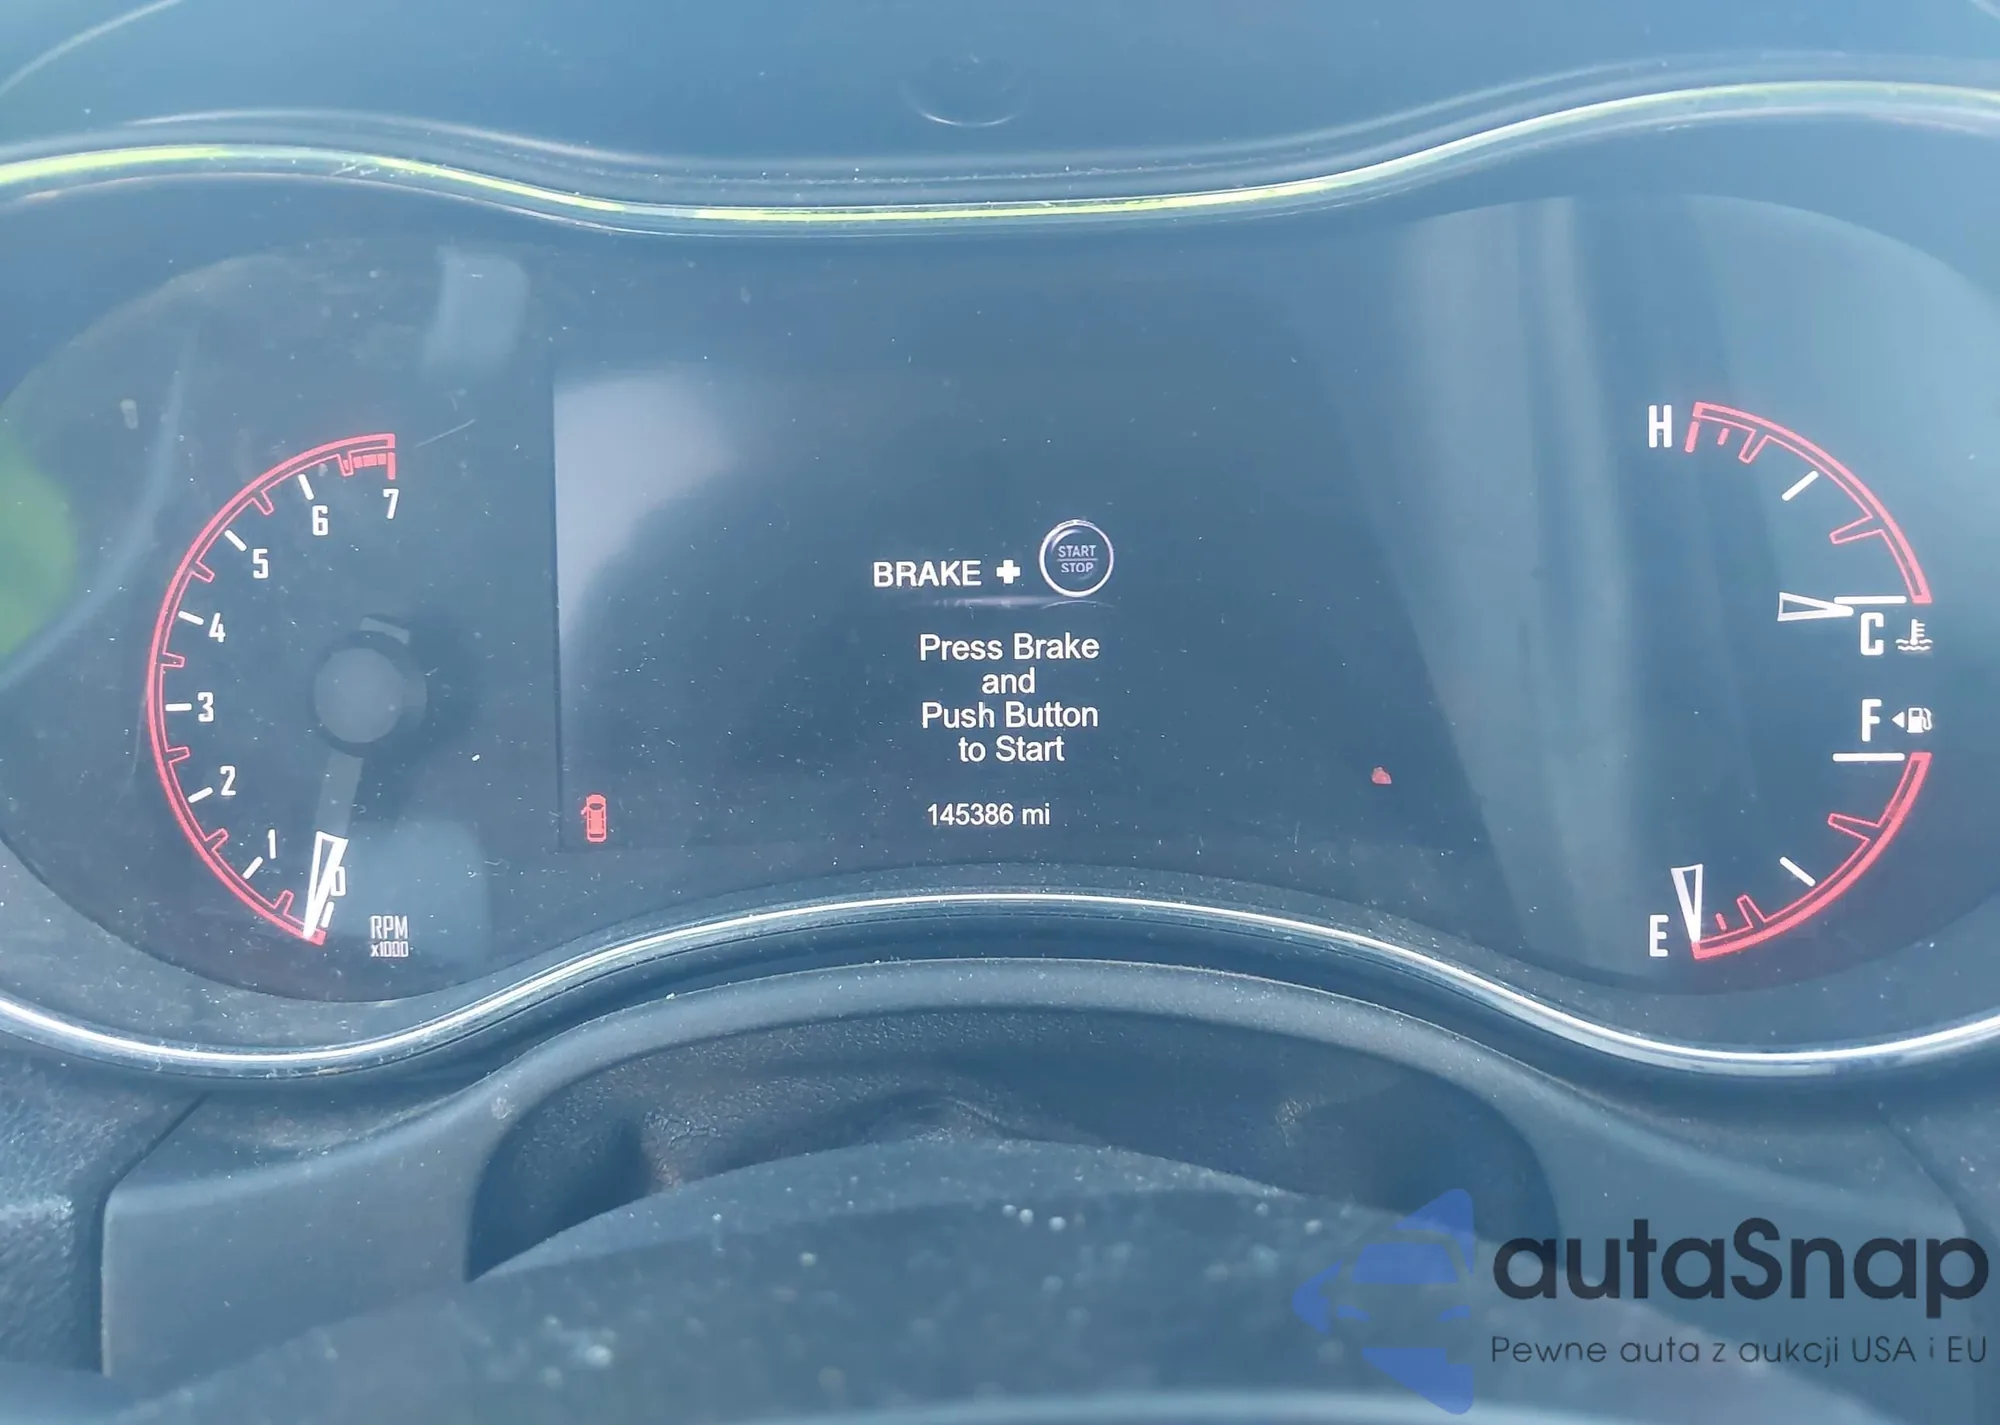 7
6
5
4
3
2
1
0
RPM
x1000
BRAKE +
START
STOP
Press Brake
and
Push Button
to Start
145386 mi
H
C
F
E
autaSnap
Pewne auta z aukcji USA i EU